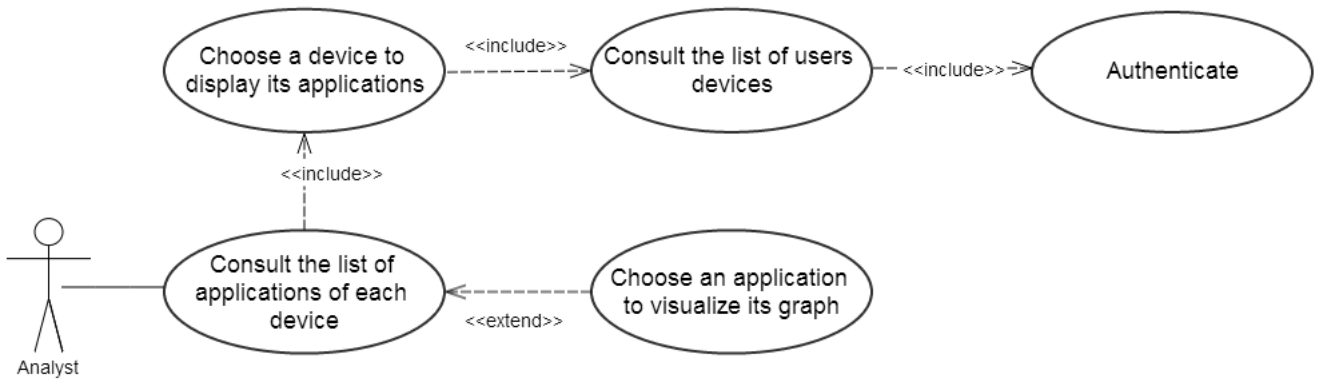 Choose a device to
display its applications
<<include>>
Consult the list of users
devices
<<include>>
Authenticate
<<include>>
Consult the list of
applications of each
device
Choose an application
to visualize its graph
<<extend>>
Analyst